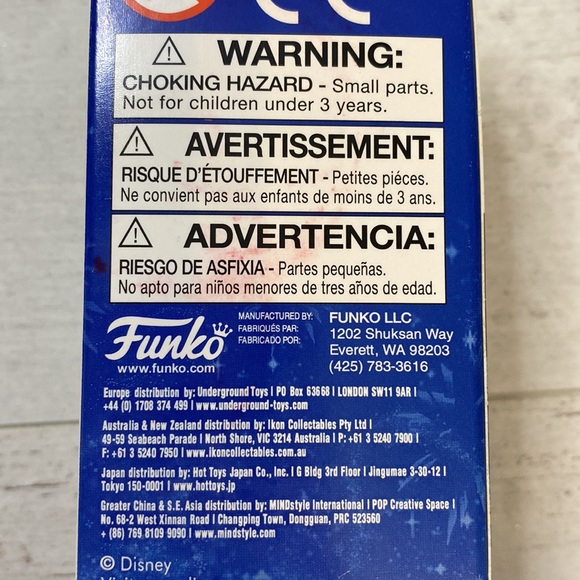 CE
⚠ WARNING:
CHOKING HAZARD - Small parts.
Not for children under 3 years.
⚠ AVERTISSEMENT:
RISQUE D'ÉTOUFFEMENT - Petites piéces.
Ne convient pas aux enfants de moins de 3 ans.
⚠ ADVERTENCIA:
RIESGO DE ASFIXIA - Partes pequeñas.
No apto para niños menores de tres años de edad.
Funko
www.funko.com
MANUFACTURED BY:
FABRIQUÉS PAR:
FABRICADO POR:
FUNKO LLC
1202 Shuksan Way
Everett, WA 98203
(425) 783-3616
Europe distribution by: Underground Toys | PO Box 63668 | LONDON SW11 9AR |
+44 (0) 1708 374 499 | www.underground-toys.com
Australia & New Zealand distribution by: Ikon Collectables Pty Ltd |
49-59 Seabeach Parade | North Shore, VIC 3214 Australia | P: +61 3 5240 7900 |
F: +61 3 5240 7950 | www.ikoncollectables.com.au
Japan distribution by: Hot Toys Japan Co., Inc. | G Bldg 3rd Floor | Jingumae 3-30-12 |
Tokyo 150-0001 | www.hottoys.jp
Greater China & S.E. Asia distribution by: MINDstyle International | POP Creative Space |
No. 68-2 West Xinnan Road | Changping Town, Dongguan, PRC 523560
+ (86) 769 8109 9090 | www.mindstyle.com
© Disney